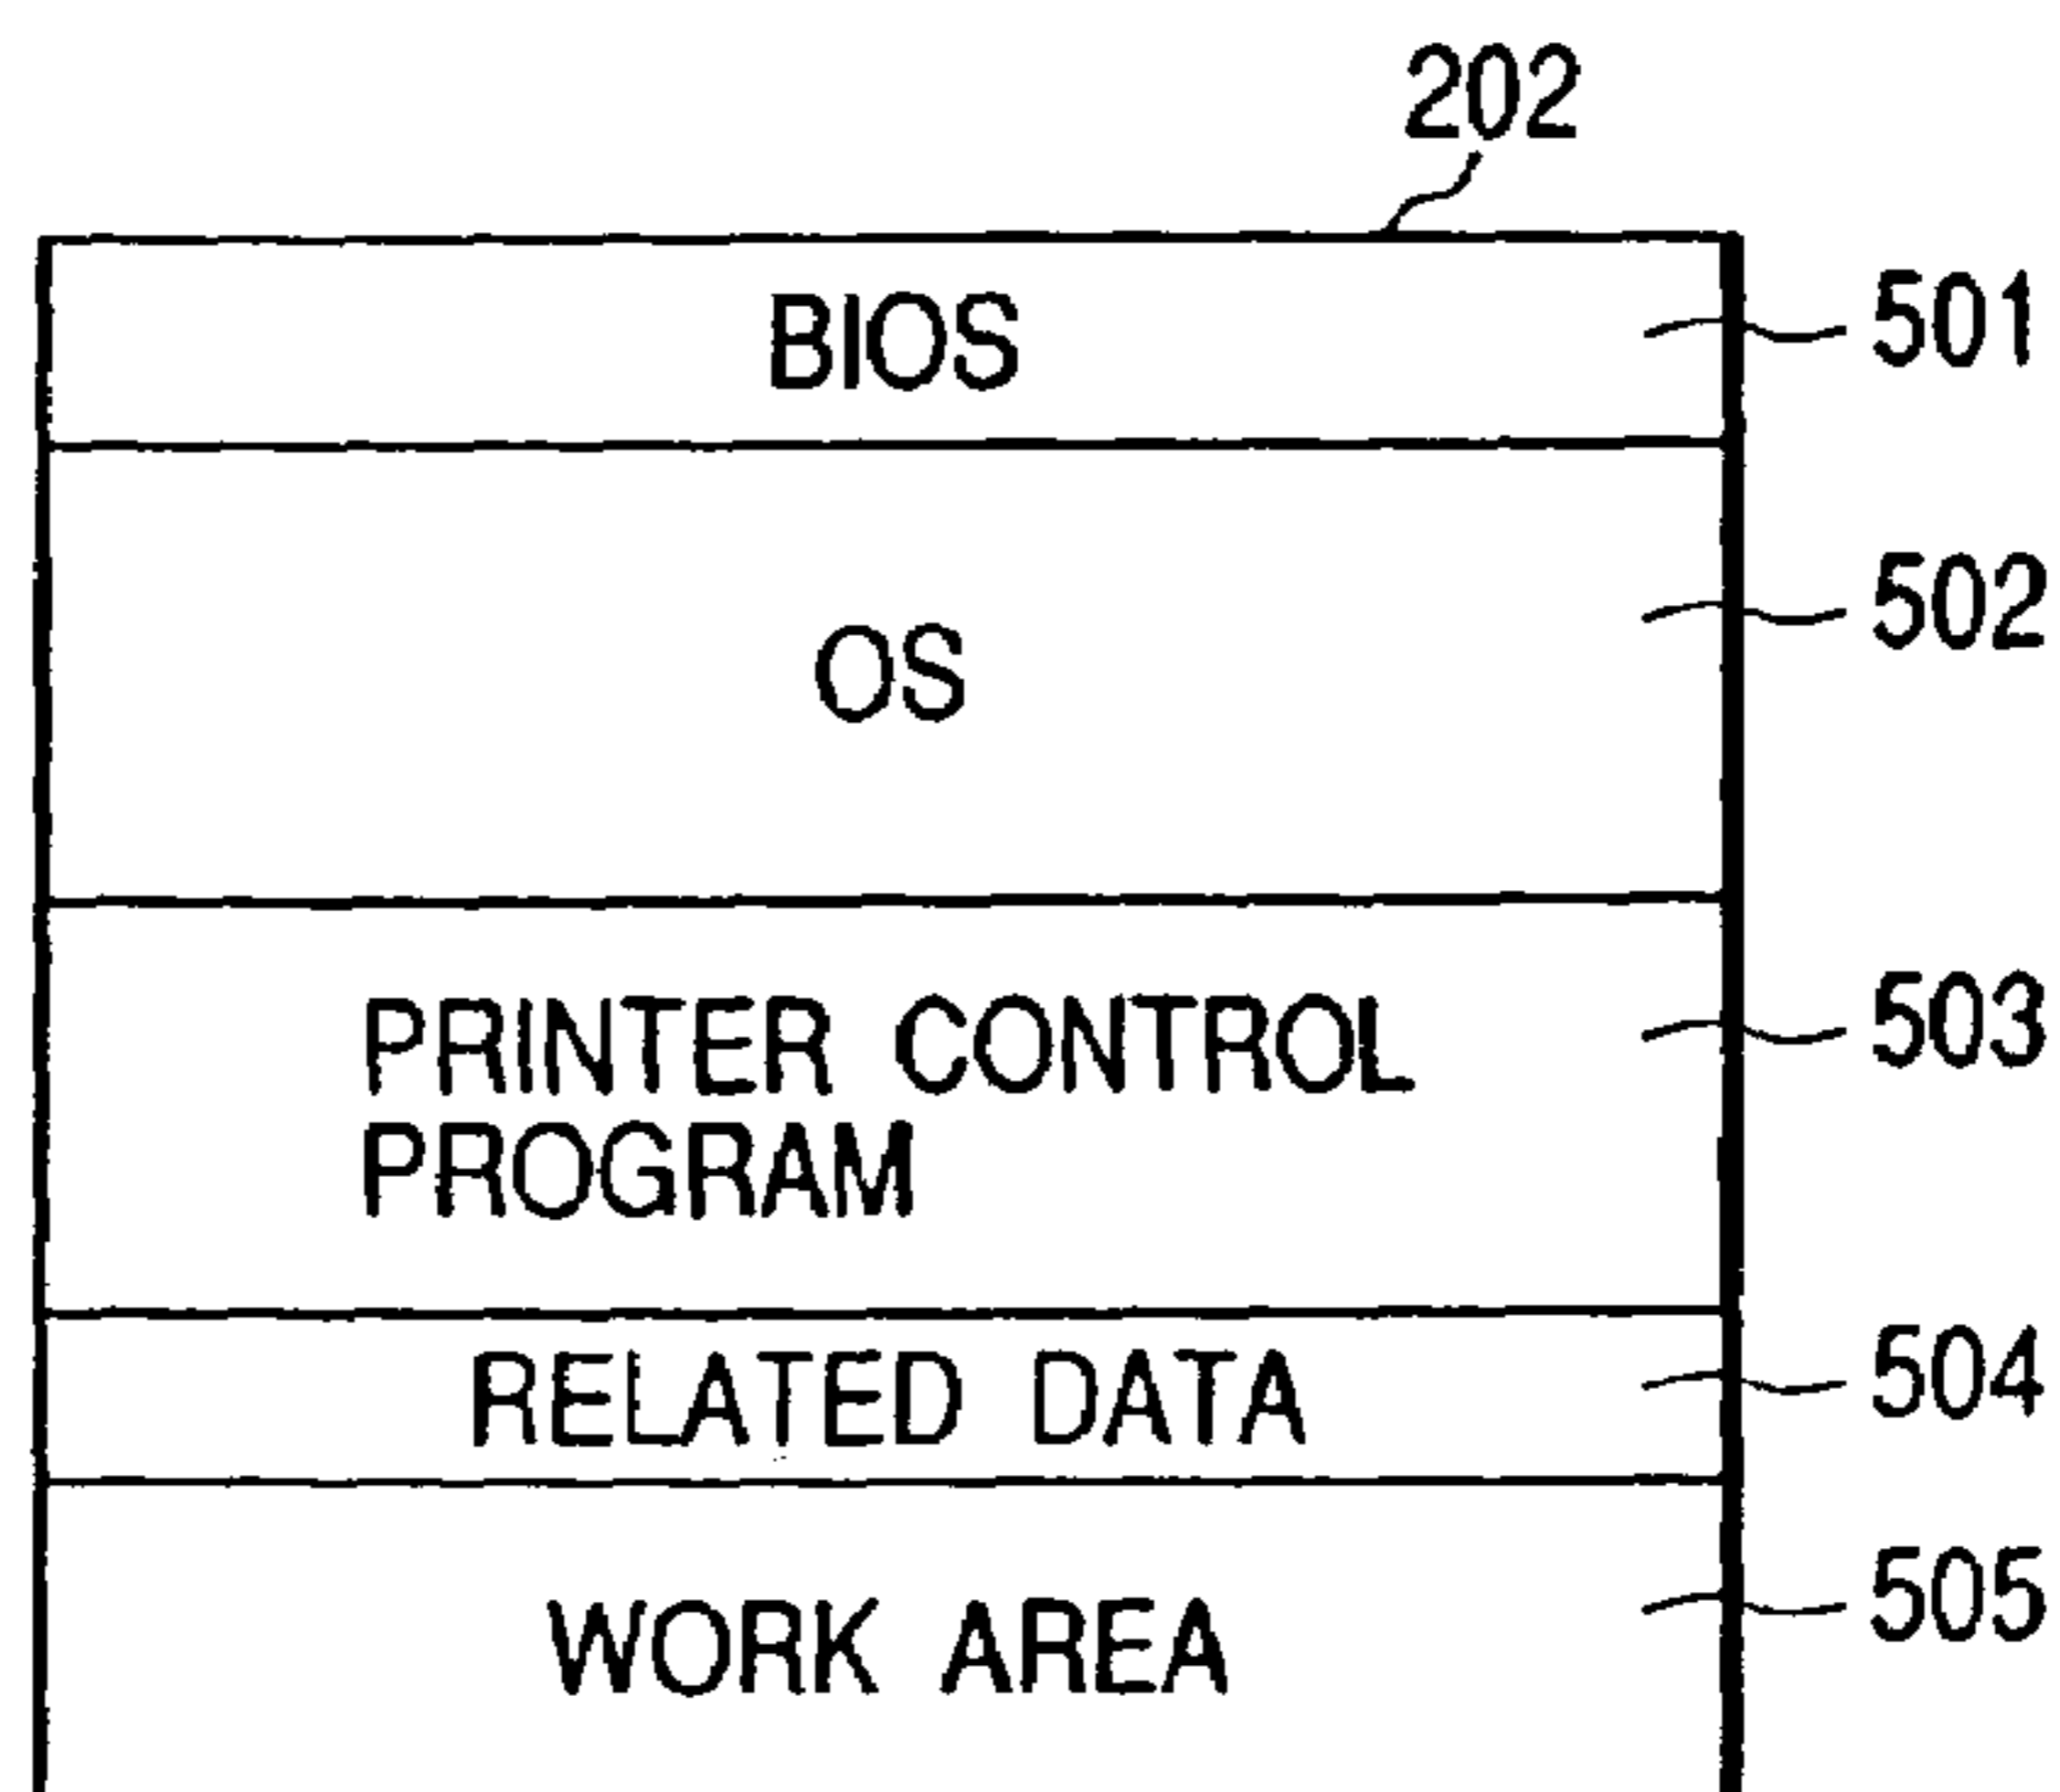 202
BIOS 501
OS 502
PRINTER CONTROL 503
PROGRAM
RELATED DATA 504
WORK AREA 505